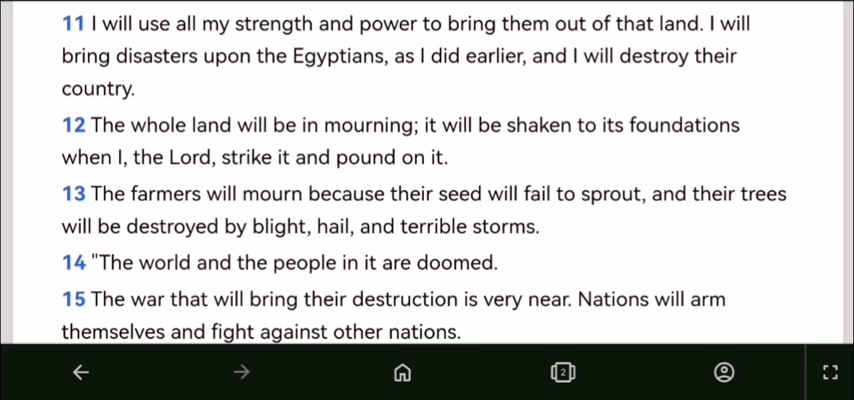 11 I will use all my strength and power to bring them out of that land. I will
bring disasters upon the Egyptians, as I did earlier, and I will destroy their
country.
12 The whole land will be in mourning; it will be shaken to its foundations
when I, the Lord, strike it and pound on it.
13 The farmers will mourn because their seed will fail to sprout, and their trees
will be destroyed by blight, hail, and terrible storms.
14 "The world and the people in it are doomed.
15 The war that will bring their destruction is very near. Nations will arm
themselves and fight against other nations.
2